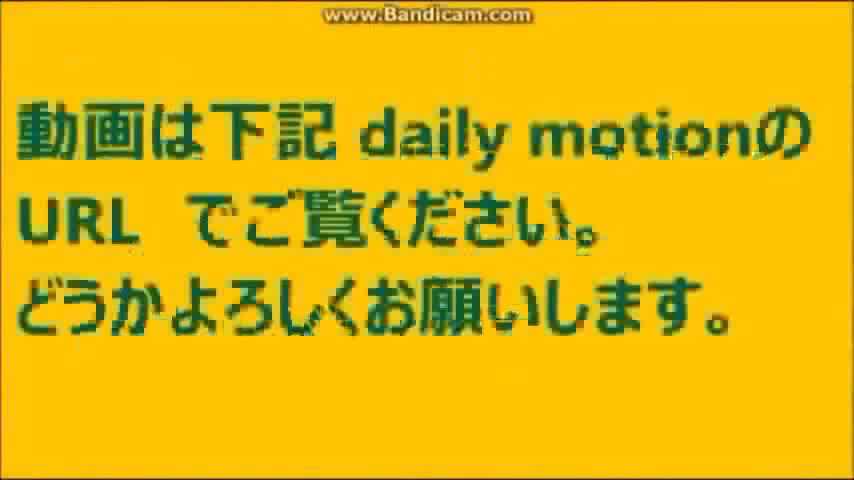 www.Bandicam.com
動画は下記 daily motionの
URL でご覧ください。
どうかよろしくお願いします。